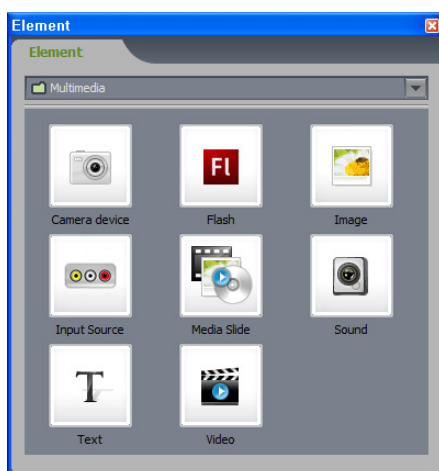 Element
Element
Multimedia
Fl
Camera device
Flash
Image
Input Source
Media Slide
Sound
T
Text
Video